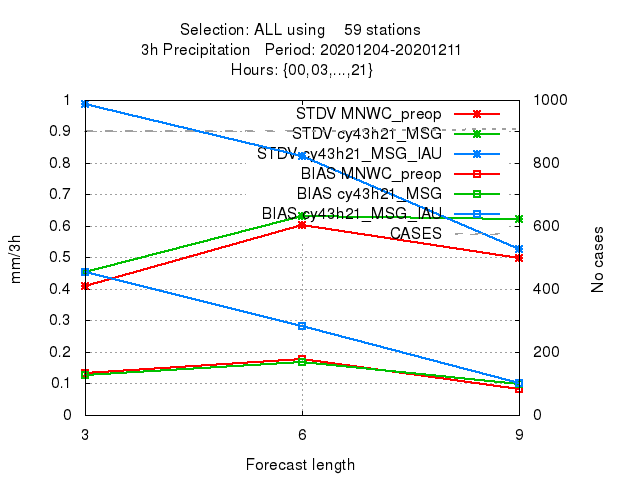 Selection: ALL using 59 stations
3h Precipitation Period: 20201204-20201211
Hours: {00,03,...,21}
1 1000
STDV MNWC_preop
0.9 STDV cy43h21_MSG
0.8 STDV cy43h21_MSG_IAU 800
BIAS MNWC_preop
0.7 BIAS cy43h21_MSG
BIAS cy43h21_MSG_IAU
0.6 CASES 600
0.5
0.4 400
0.3
0.2 200
0.1
0 0
3 6 9
mm/3h
No cases
Forecast length